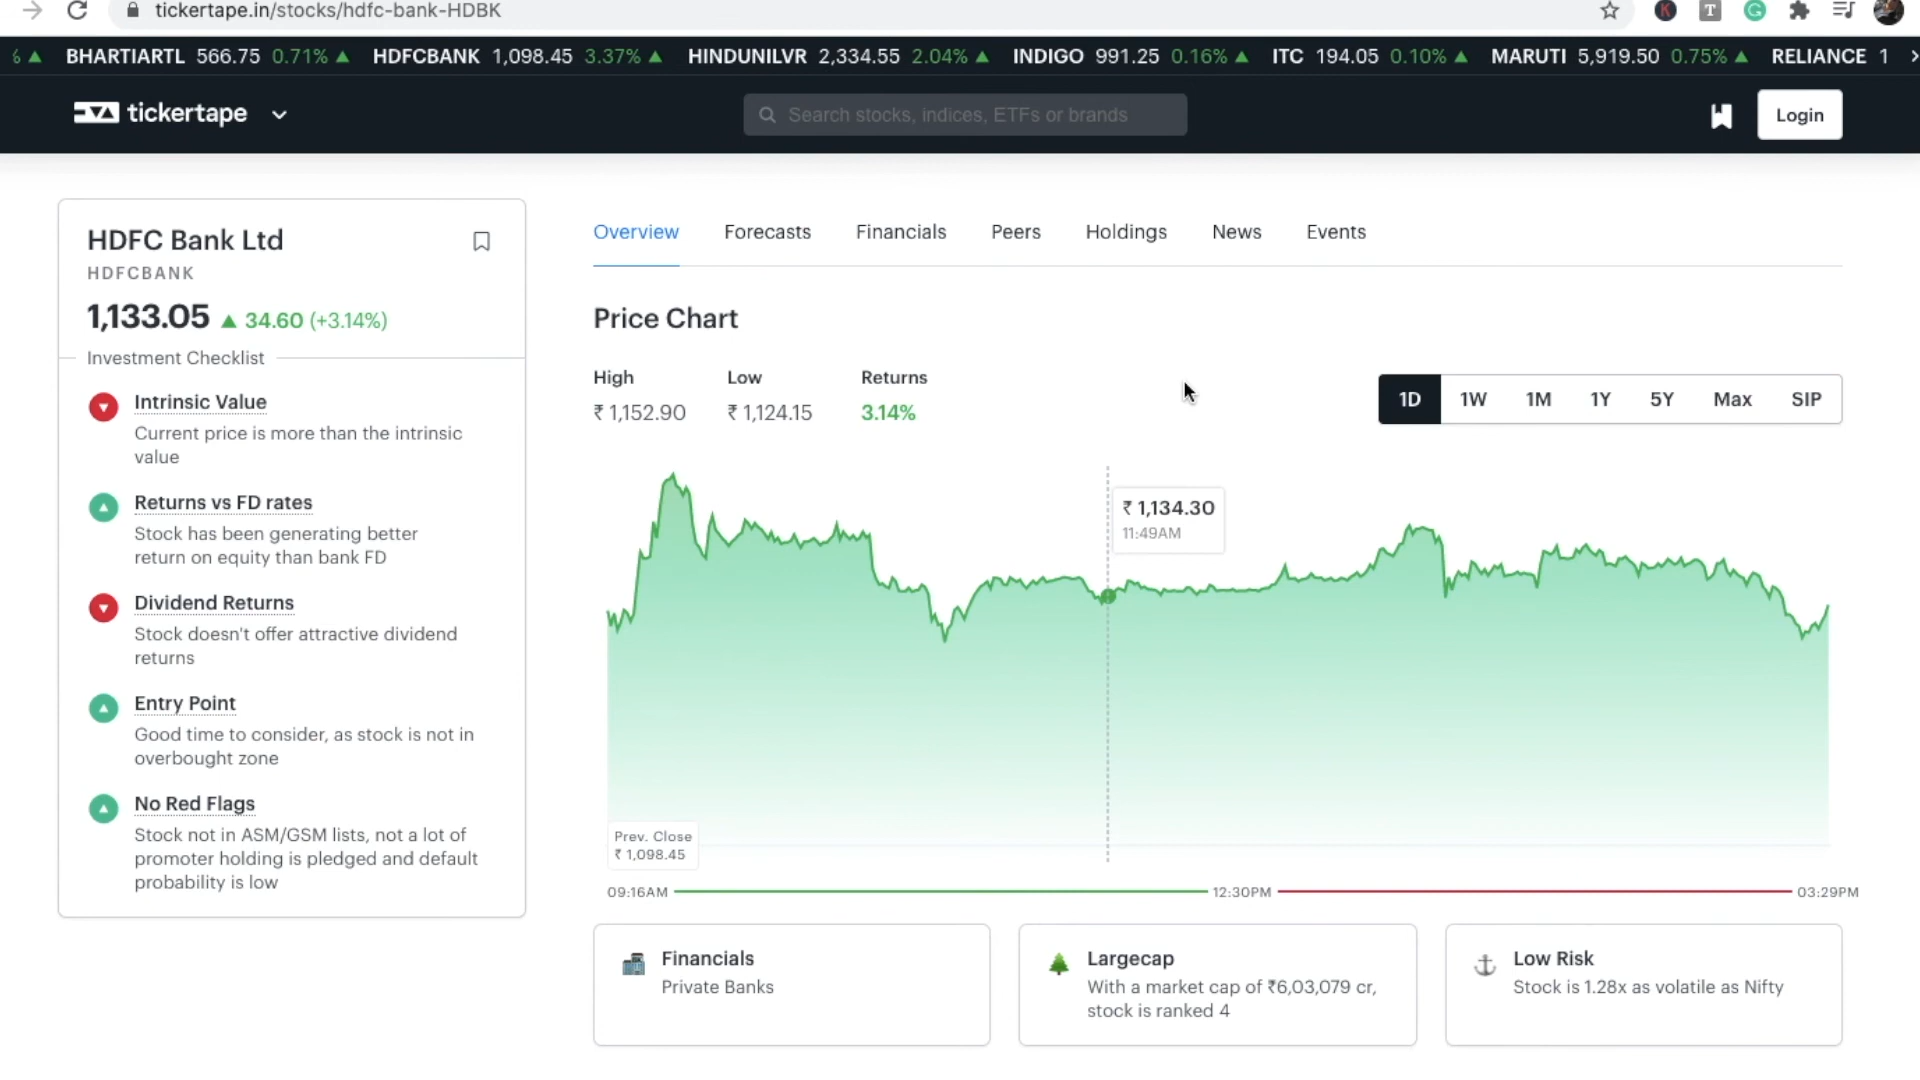 tickertape.in/stocks/hdfc-bank-HDBK
K T G
% ▲ BHARTIARTL 566.75 0.71% ▲ HDFCBANK 1,098.45 3.37% ▲ HINDUNILVR 2,334.55 2.04% ▲ INDIGO 991.25 0.16% ▲ ITC 194.05 0.10% ▲ MARUTI 5,919.50 0.75% ▲ RELIANCE 1
tickertape
Search stocks, indices, ETFs or brands
Login
HDFC Bank Ltd
HDFCBANK
1,133.05 ▲ 34.60 (+3.14%)
Investment Checklist
Intrinsic Value
Current price is more than the intrinsic
value
Returns vs FD rates
Stock has been generating better
return on equity than bank FD
Dividend Returns
Stock doesn't offer attractive dividend
returns
Entry Point
Good time to consider, as stock is not in
overbought zone
No Red Flags
Stock not in ASM/GSM lists, not a lot of
promoter holding is pledged and default
probability is low
Overview Forecasts Financials Peers Holdings News Events
Price Chart
High Low Returns
₹ 1,152.90 ₹ 1,124.15 3.14%
1D 1W 1M 1Y 5Y Max SIP
₹ 1,134.30
11:49AM
Prev. Close
₹ 1,098.45
09:16AM 12:30PM 03:29PM
Financials
Private Banks
Largecap
With a market cap of ₹6,03,079 cr,
stock is ranked 4
Low Risk
Stock is 1.28x as volatile as Nifty